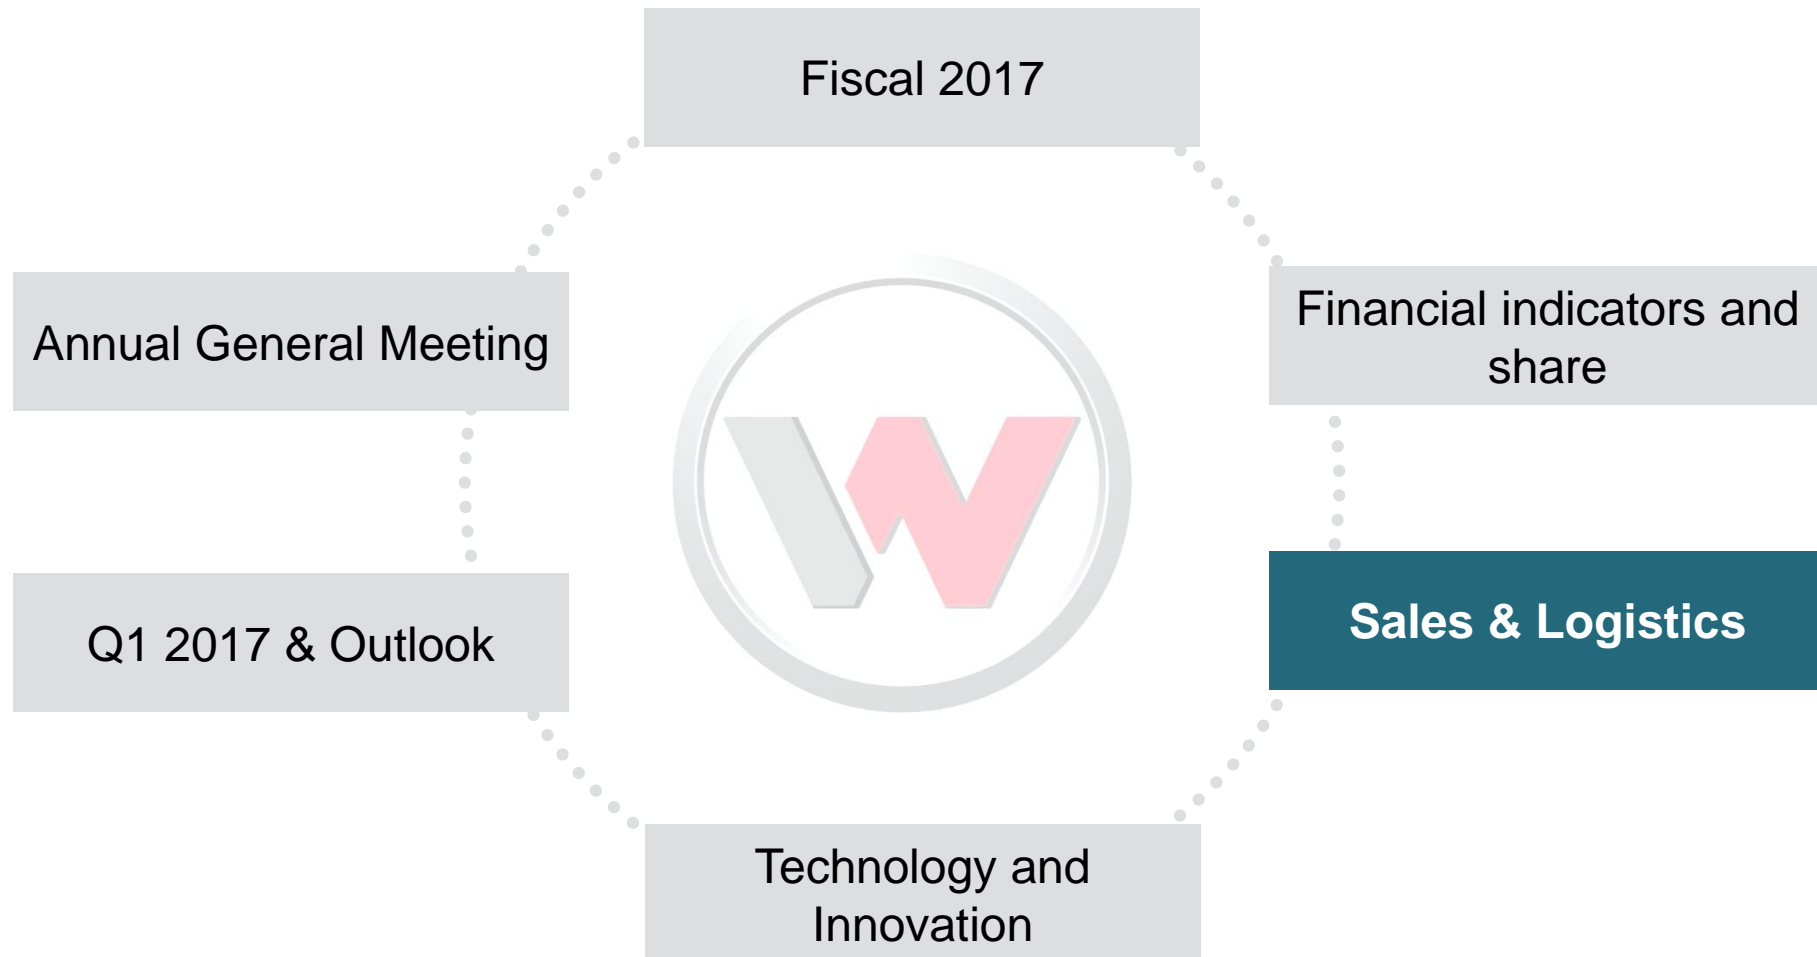 Fiscal 2017
Annual General Meeting
Financial indicators and
share
Q1 2017 & Outlook
Sales & Logistics
Technology and
Innovation